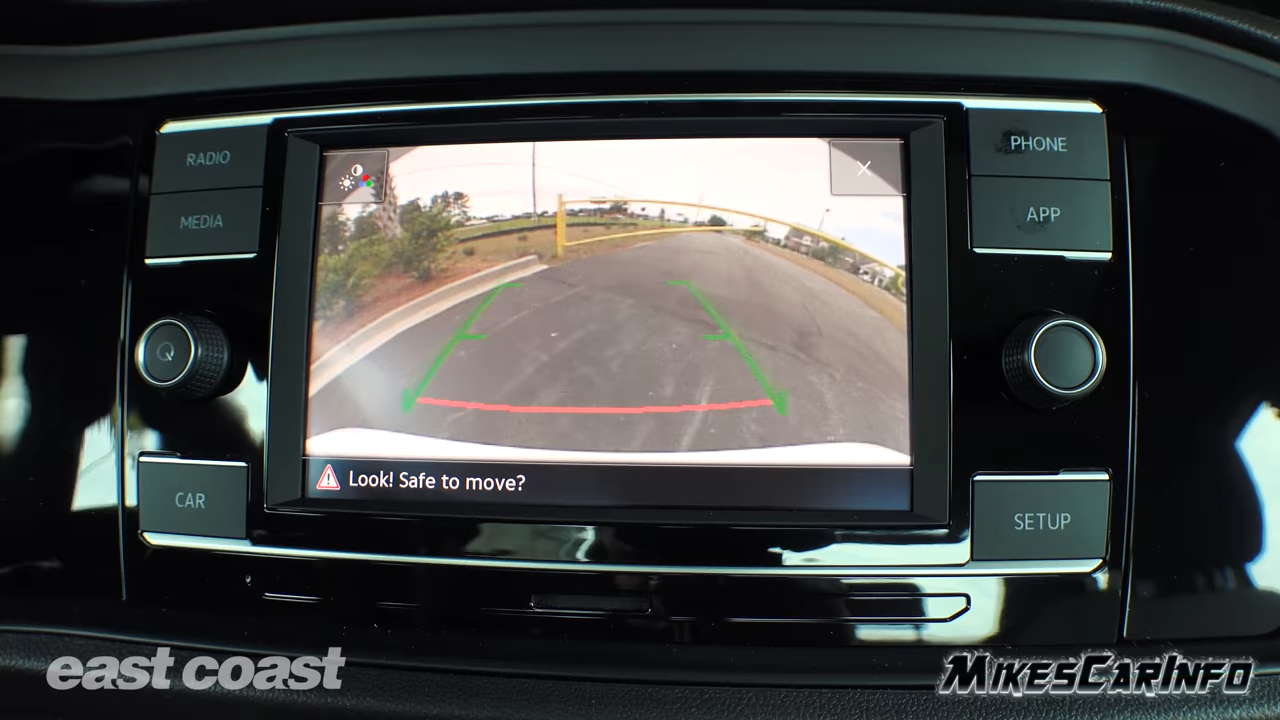 RADIO
PHONE
MEDIA
APP
Look! Safe to move?
CAR
SETUP
east coast
MIKESCARINFO